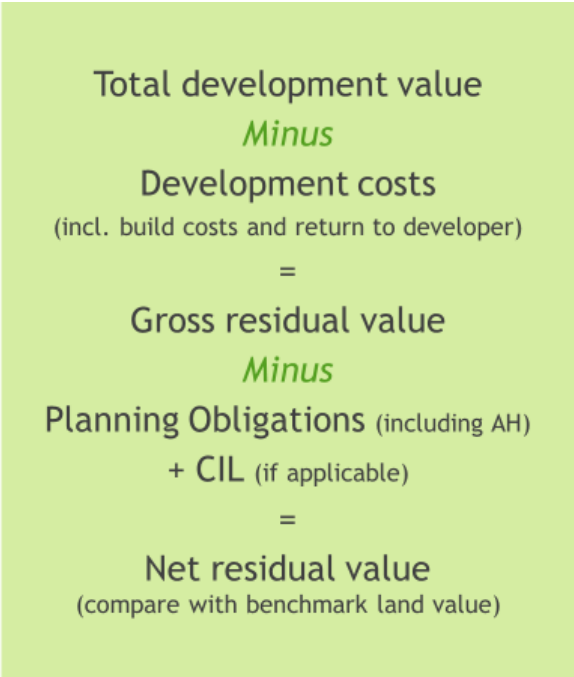 Total development value
Minus
Development costs
(incl. build costs and return to developer)
=
Gross residual value
Minus
Planning Obligations (including AH)
+ CIL (if applicable)
=
Net residual value
(compare with benchmark land value)